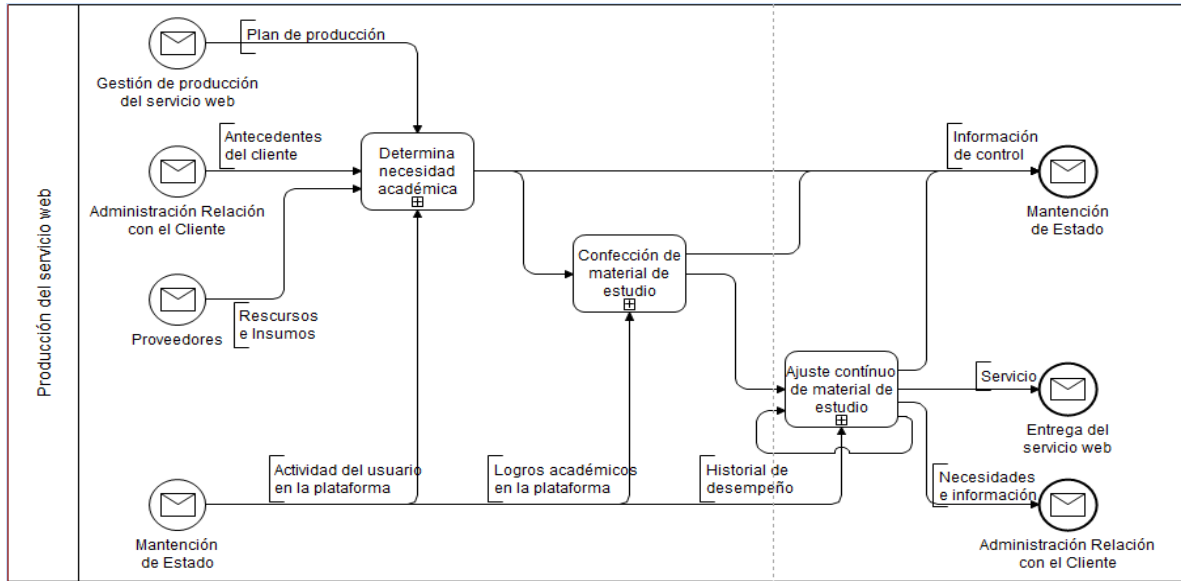 Producción del servicio web
Plan de producción
Gestión de producción
del servicio web
Antecedentes
del cliente
Administración Relación
con el Cliente
Determina
necesidad
académica
Información
de control
Mantención
de Estado
Confección de
material de
estudio
Proveedores
Rescursos
e Insumos
Ajuste contínuo
de material de
estudio
Servicio
Entrega del
servicio web
Actividad del usuario
en la plataforma
Logros académicos
en la plataforma
Historial de
desempeño
Necesidades
e información
Mantención
de Estado
Administración Relación
con el Cliente